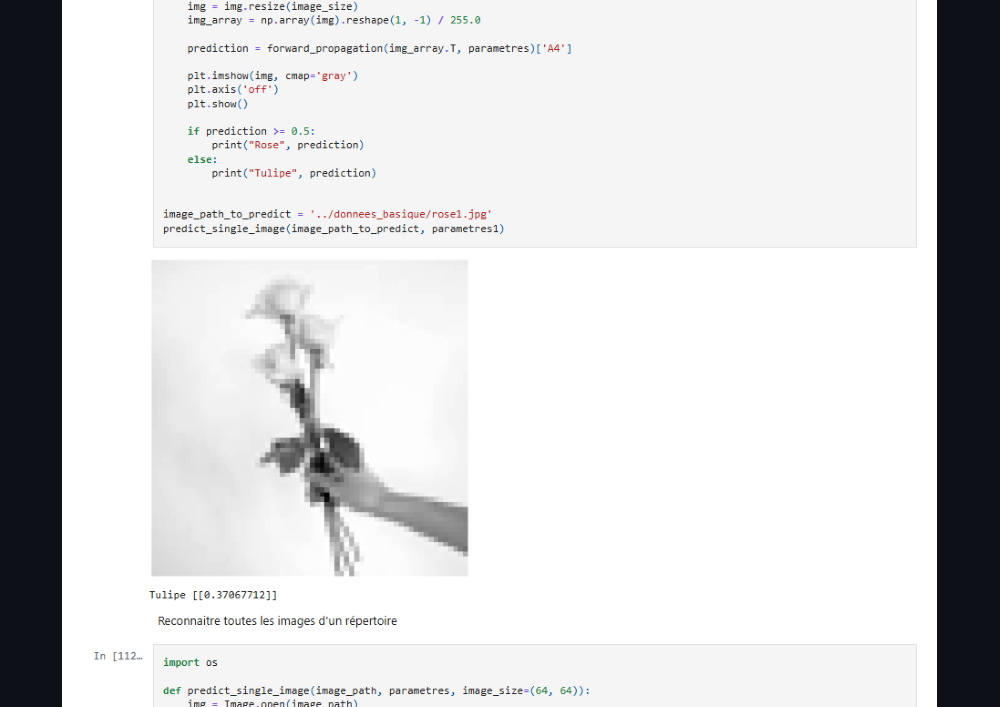 img = img.resize(image_size)
img_array = np.array(img).reshape(1, -1) / 255.0
prediction = forward_propagation(img_array.T, parametres)['A4']
plt.imshow(img, cmap='gray')
plt.axis('off')
plt.show()
if prediction >= 0.5:
print("Rose", prediction)
else:
print("Tulipe", prediction)
image_path_to_predict = '../donnees_basique/rose1.jpg'
predict_single_image(image_path_to_predict, parametres1)
Tulipe [[0.37067712]]
Reconnaitre toutes les images d'un répertoire
In [112…
import os
def predict_single_image(image_path, parametres, image_size=(64, 64)):
img = Image.open(image_path)